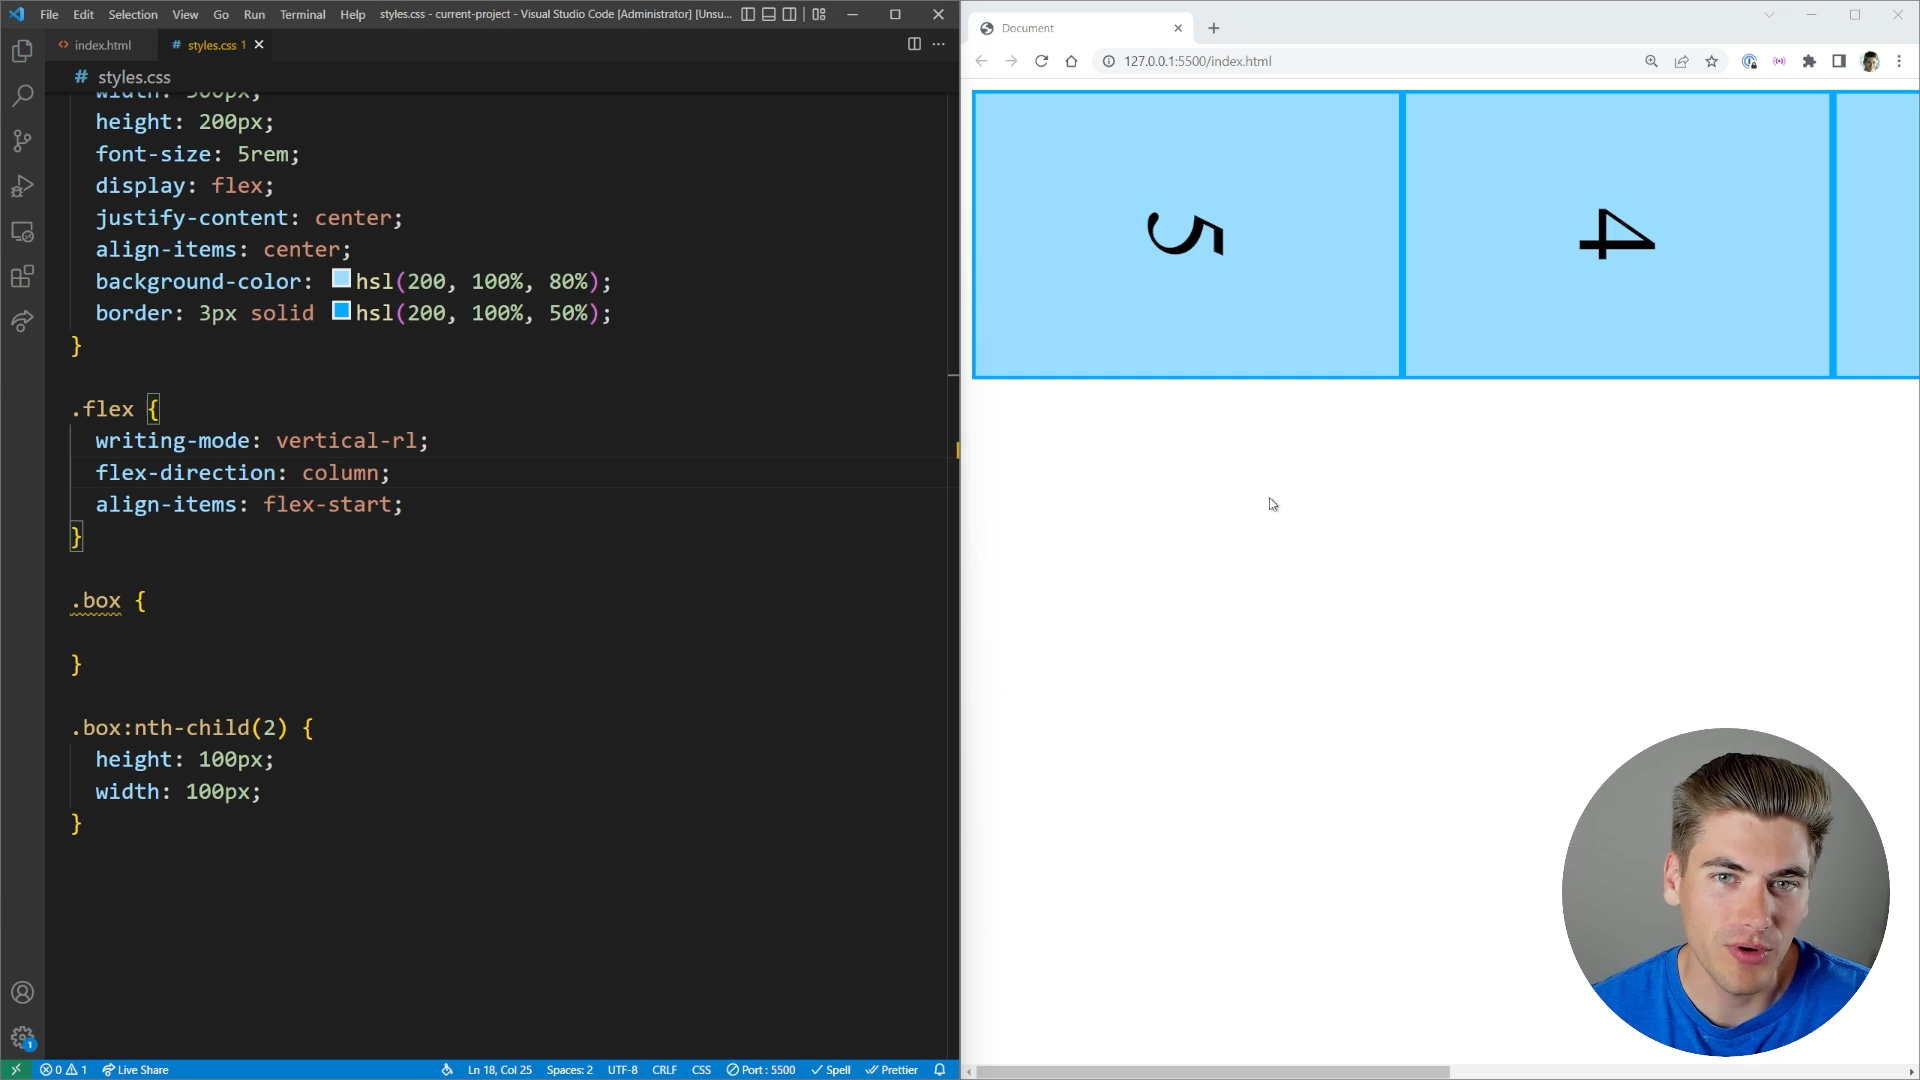 File Edit Selection View Go Run Terminal Help styles.css - current-project - Visual Studio Code [Administrator] [Unsu...
index.html styles.css 1
# styles.css
height: 200px;
font-size: 5rem;
display: flex;
justify-content: center;
align-items: center;
background-color: hsl(200, 100%, 80%);
border: 3px solid hsl(200, 100%, 50%);
}
.flex {
writing-mode: vertical-rl;
flex-direction: column;
align-items: flex-start;
}
.box {
}
.box:nth-child(2) {
height: 100px;
width: 100px;
}
1
0 1 Live Share Ln 18, Col 25 Spaces: 2 UTF-8 CRLF CSS Port : 5500 Spell Prettier
Document
127.0.0.1:5500/index.html
5 4